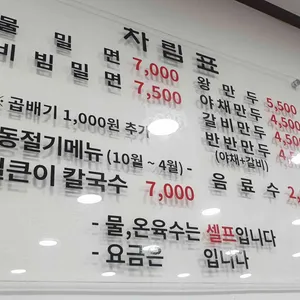 차림표
물 밀 면 7,000
비 빔 밀 면 7,500
※ 곱배기 1,000원 추가
동절기메뉴 (10월 ~ 4월) -
칼국수 7,000
왕 만 두 5,500
야채만두 4,500
갈비만두 4,500
반반만두 4,500
(야채+갈비)
음 료 수 2,
- 물,온육수는 셀프입니다
- 요금은 입니다